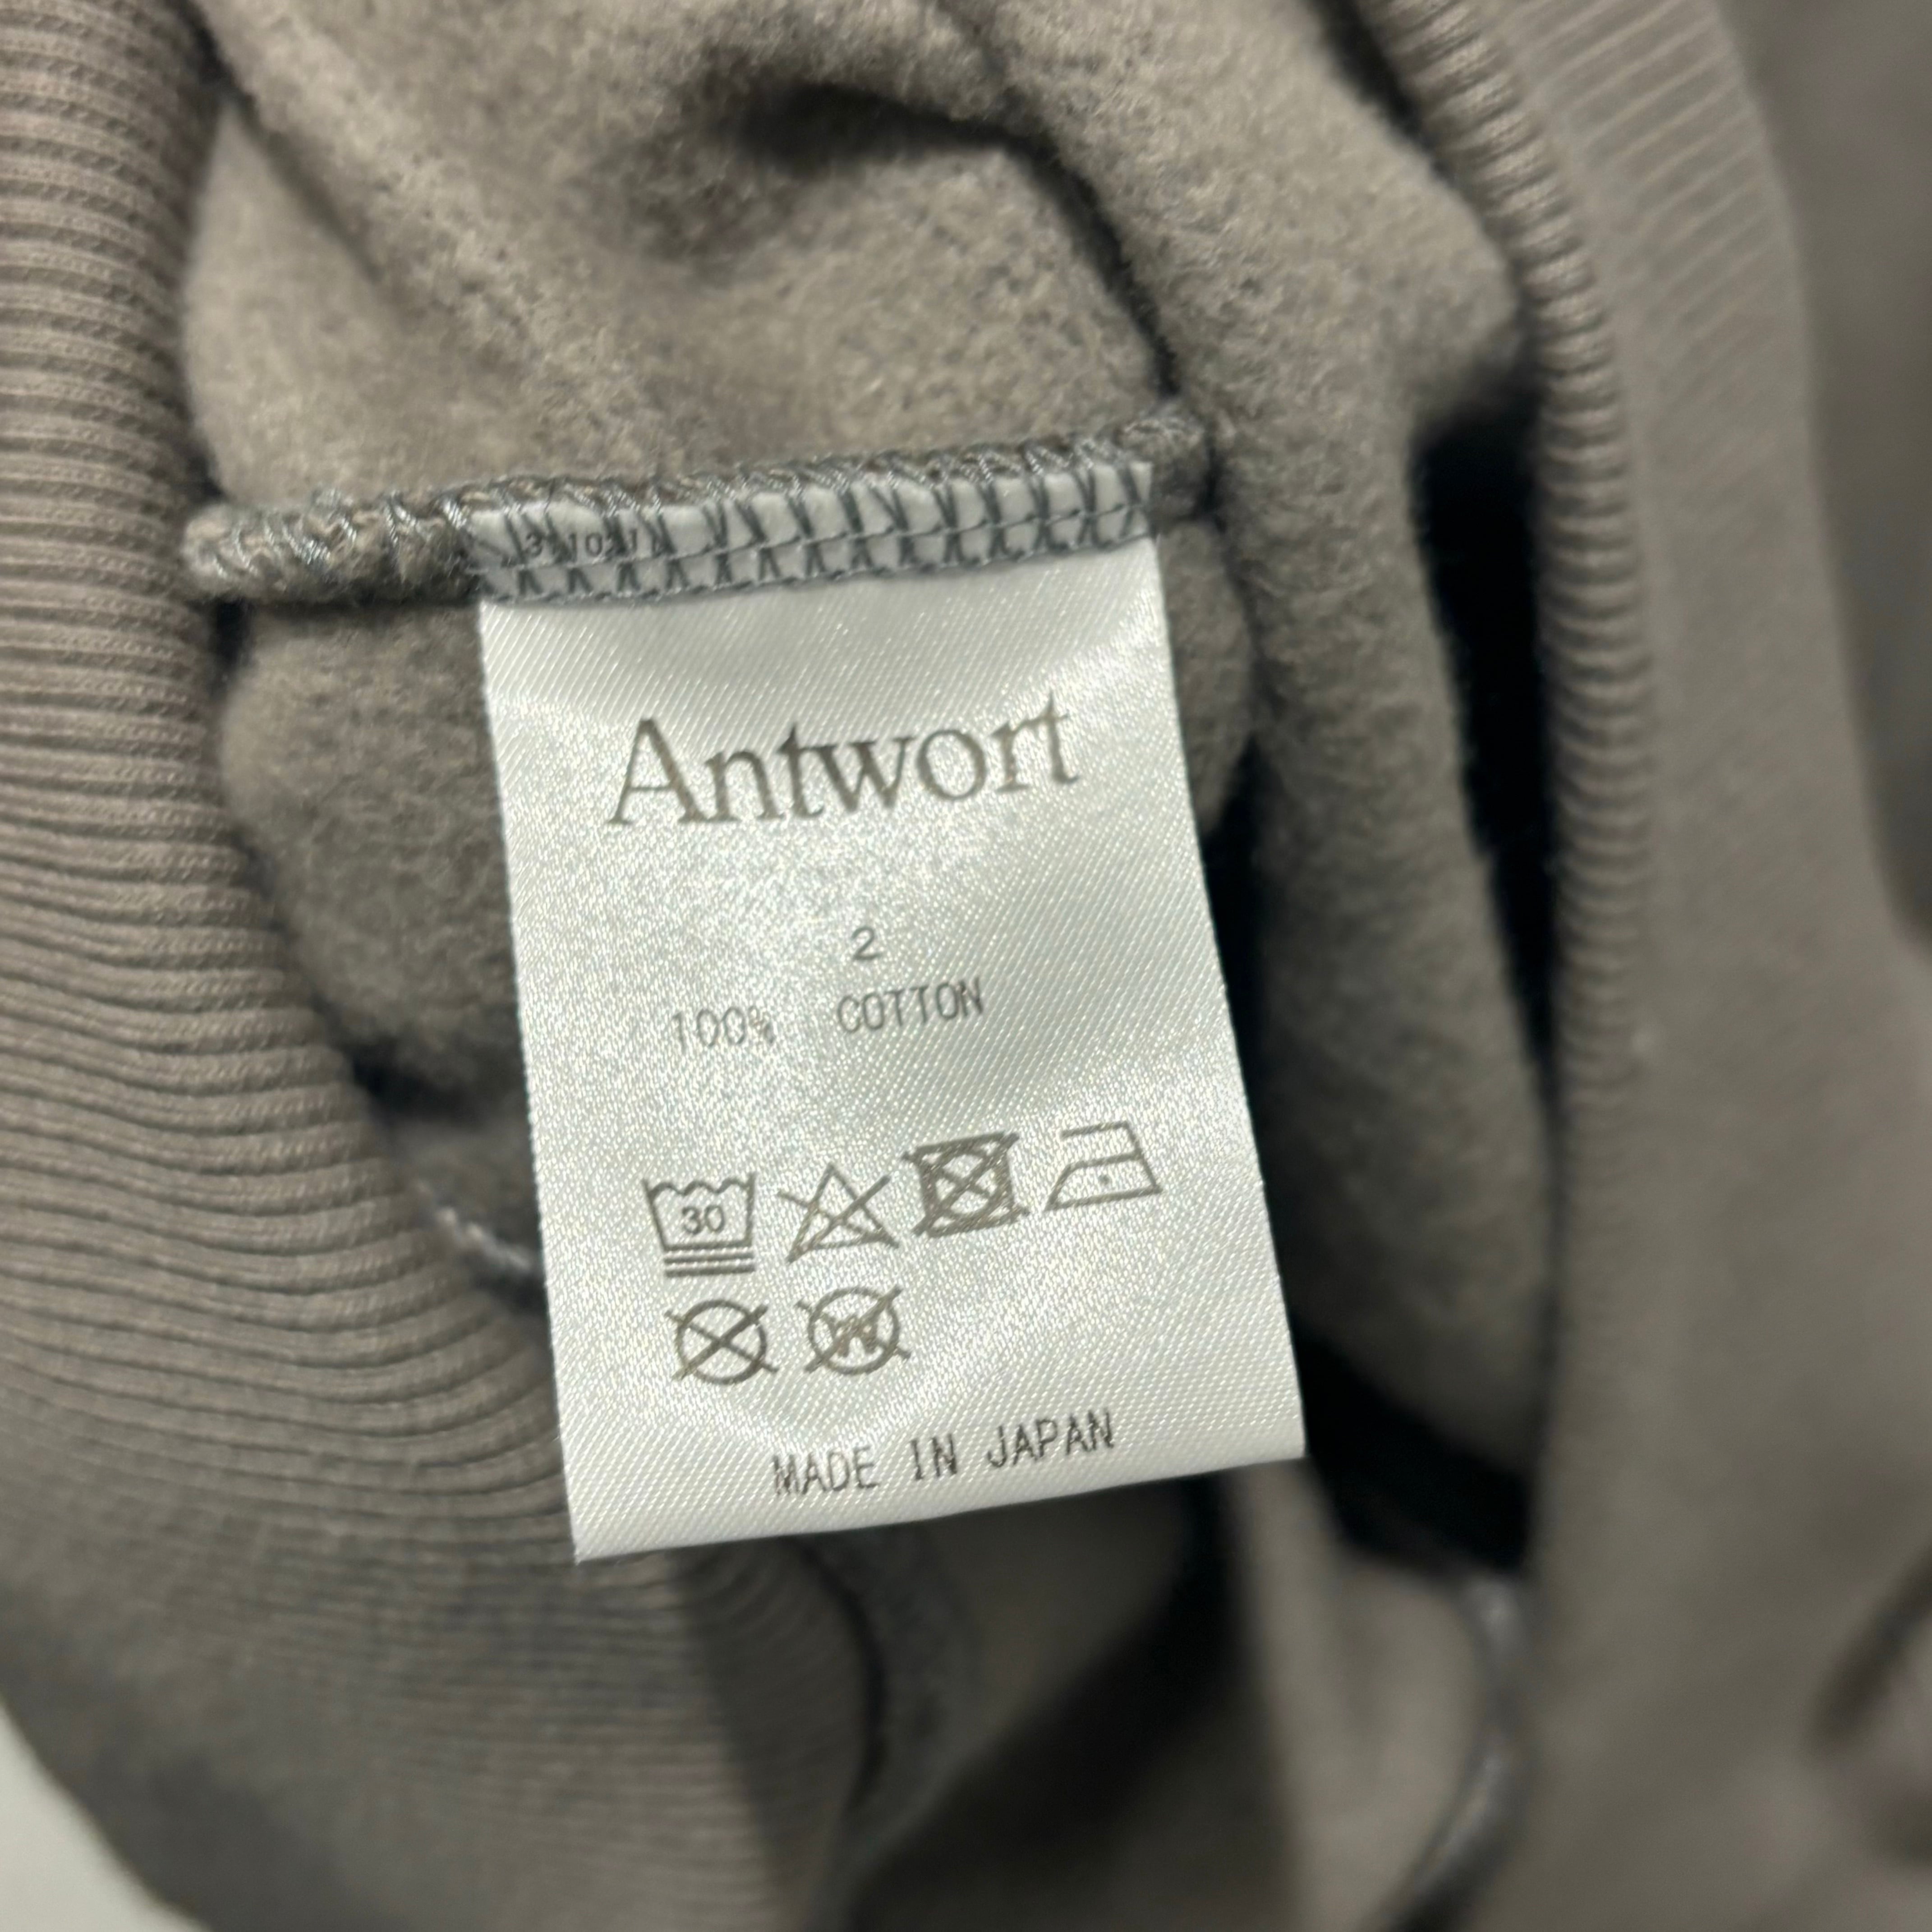 Antwort
2
100% COTTON
30
W
MADE IN JAPAN